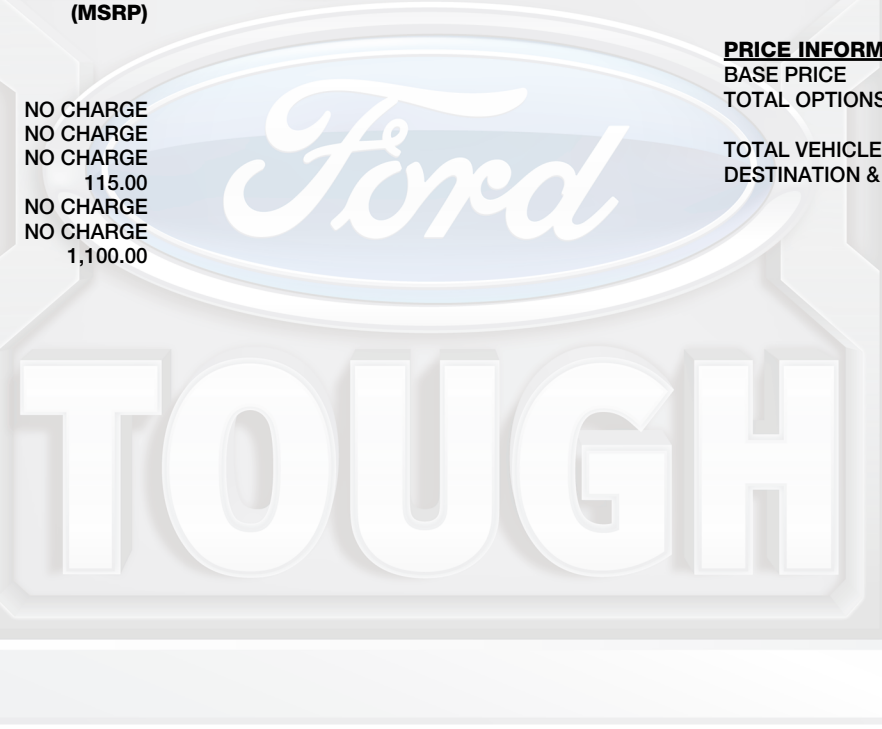 (MSRP)
NO CHARGE
NO CHARGE
NO CHARGE
115.00
NO CHARGE
NO CHARGE
1,100.00
PRICE INFORM
BASE PRICE
TOTAL OPTIONS
TOTAL VEHICLE
DESTINATION &
Ford
TOUGH